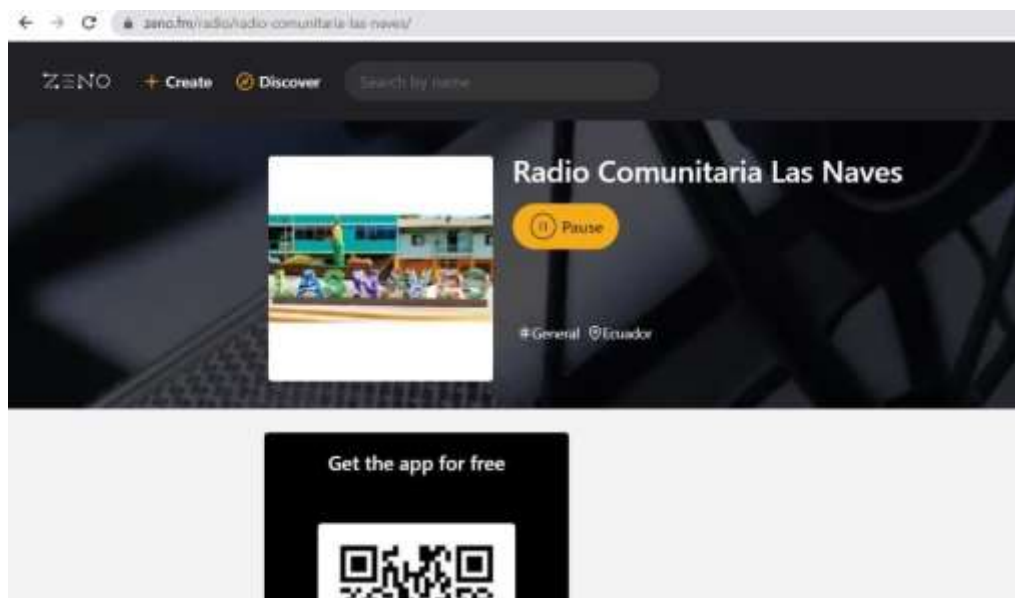 zeno.fm/radio/radio-comunitaria-las-naves/
ZENO + Create Discover Search by name
Radio Comunitaria Las Naves
Pause
#General Ecuador
Get the app for free